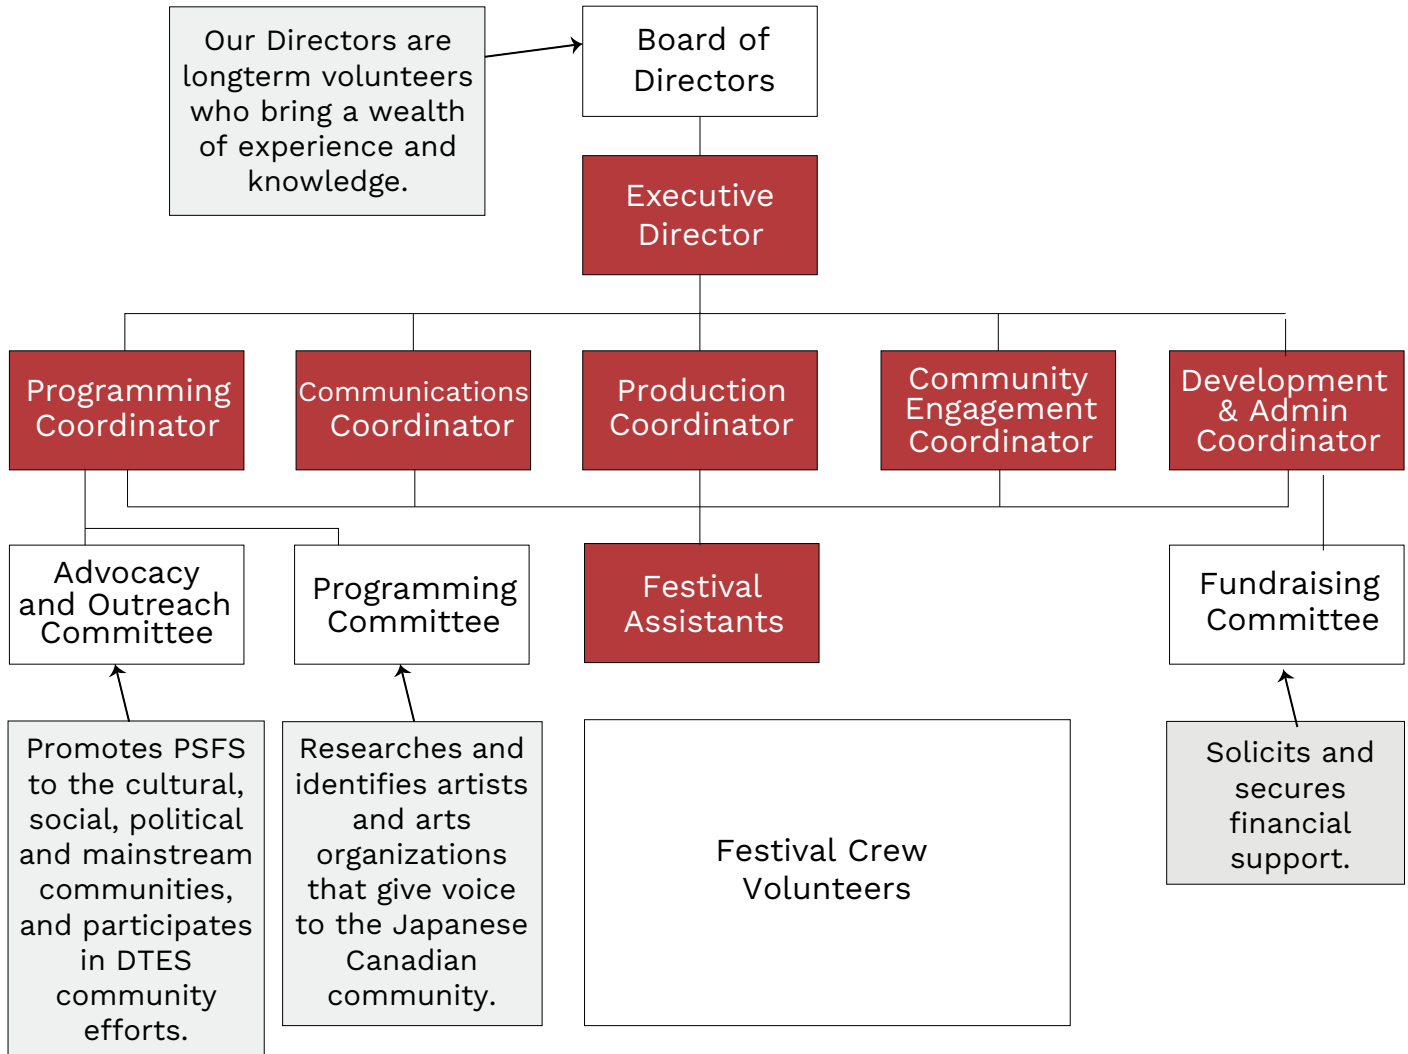 Our Directors are
longterm volunteers
who bring a wealth
of experience and
knowledge.
Board of
Directors
Executive
Director
Programming
Coordinator
Communications
Coordinator
Production
Coordinator
Community
Engagement
Coordinator
Development
& Admin
Coordinator
Advocacy
and Outreach
Committee
Programming
Committee
Festival
Assistants
Fundraising
Committee
Promotes PSFS
to the cultural,
social, political
and mainstream
communities,
and participates
in DTES
community
efforts.
Researches and
identifies artists
and arts
organizations
that give voice
to the Japanese
Canadian
community.
Festival Crew
Volunteers
Solicits and
secures
financial
support.